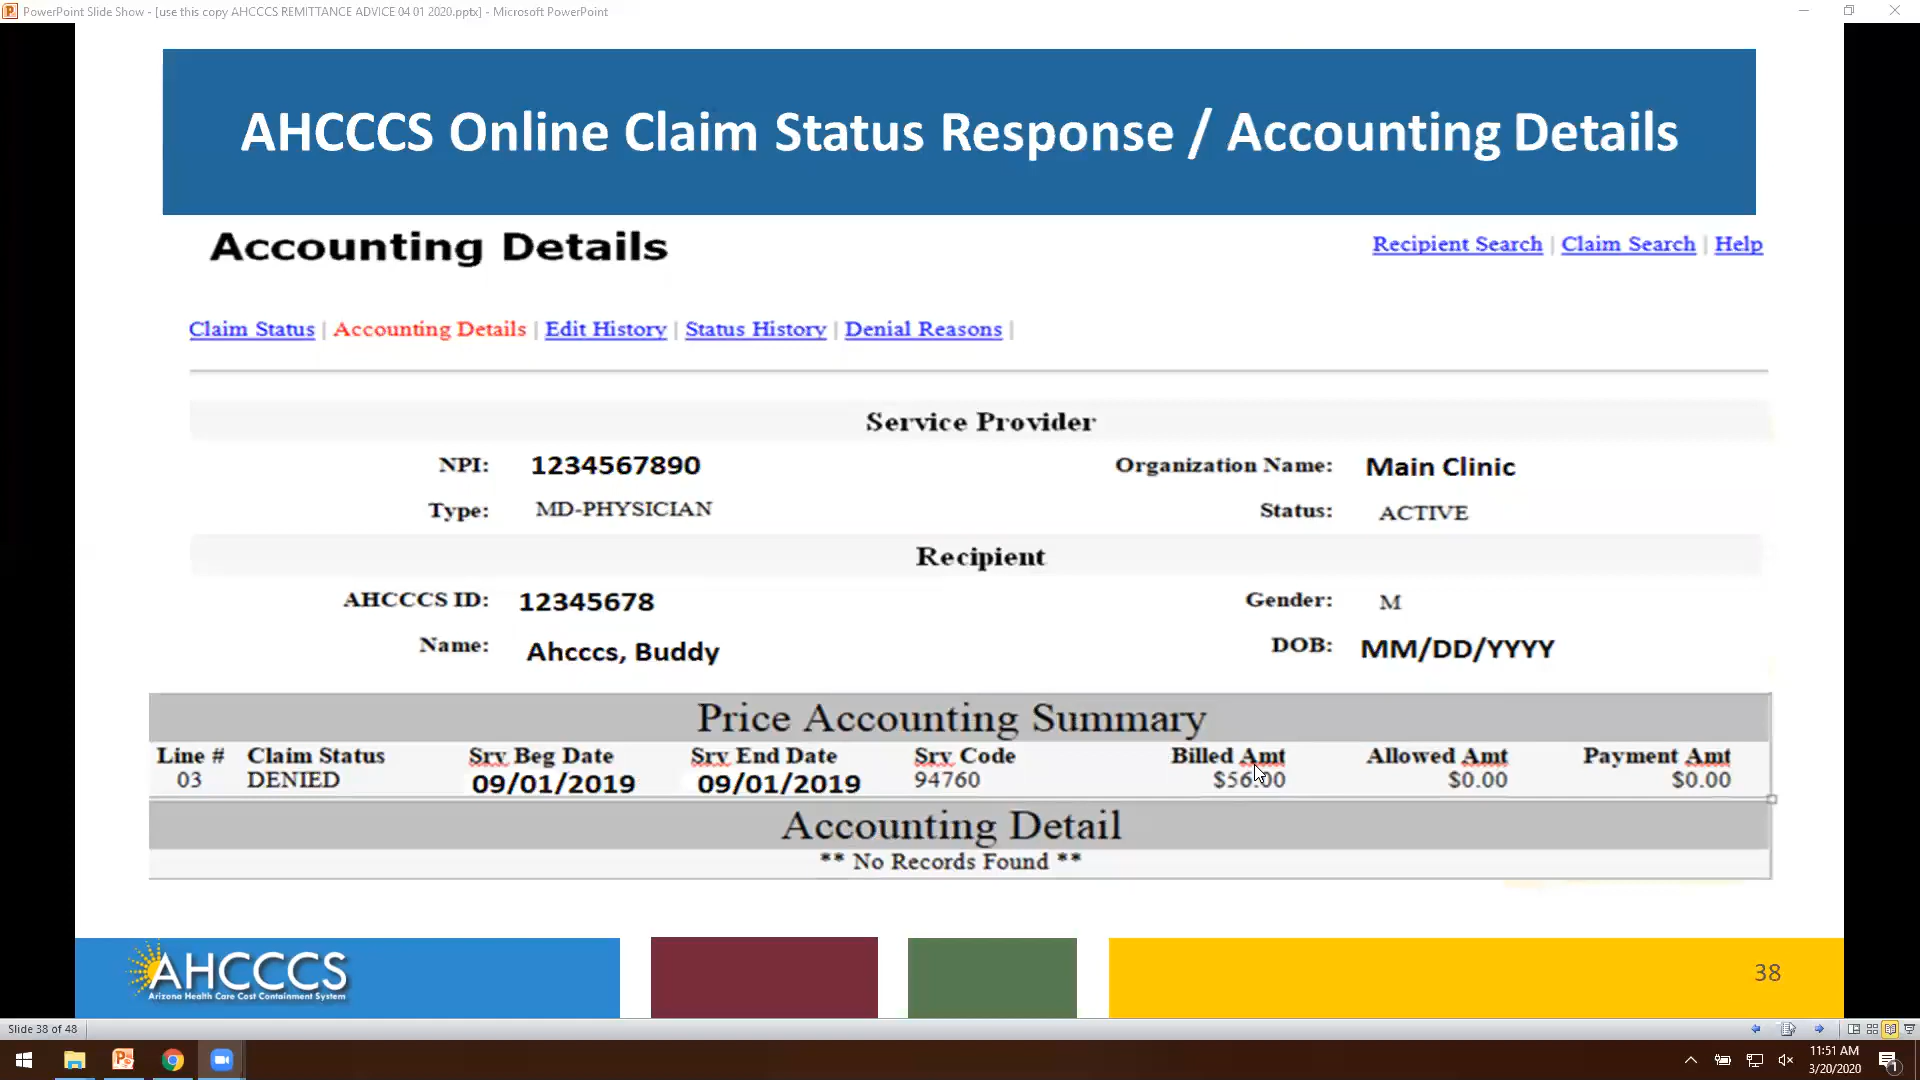 PowerPoint Slide Show - [use this copy AHCCCS REMITTANCE ADVICE 04 01 2020.pptx] - Microsoft PowerPoint
AHCCCS Online Claim Status Response / Accounting Details
Accounting Details
Recipient Search | Claim Search | Help
Claim Status | Accounting Details | Edit History | Status History | Denial Reasons |
Service Provider
NPI: 1234567890 Organization Name: Main Clinic
Type: MD-PHYSICIAN Status: ACTIVE
Recipient
AHCCCS ID: 12345678 Gender: M
Name: Ahcccs, Buddy DOB: MM/DD/YYYY
Price Accounting Summary
Line # Claim Status Srv Beg Date Srv End Date Srv Code Billed Amt Allowed Amt Payment Amt
03 DENIED 09/01/2019 09/01/2019 94760 $56.00 $0.00 $0.00
Accounting Detail
** No Records Found **
AHCCCS
Arizona Health Care Cost Containment System
38
Slide 38 of 48
11:51 AM
3/20/2020
1